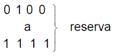 0 1 0 0
a reserva
1 1 1 1